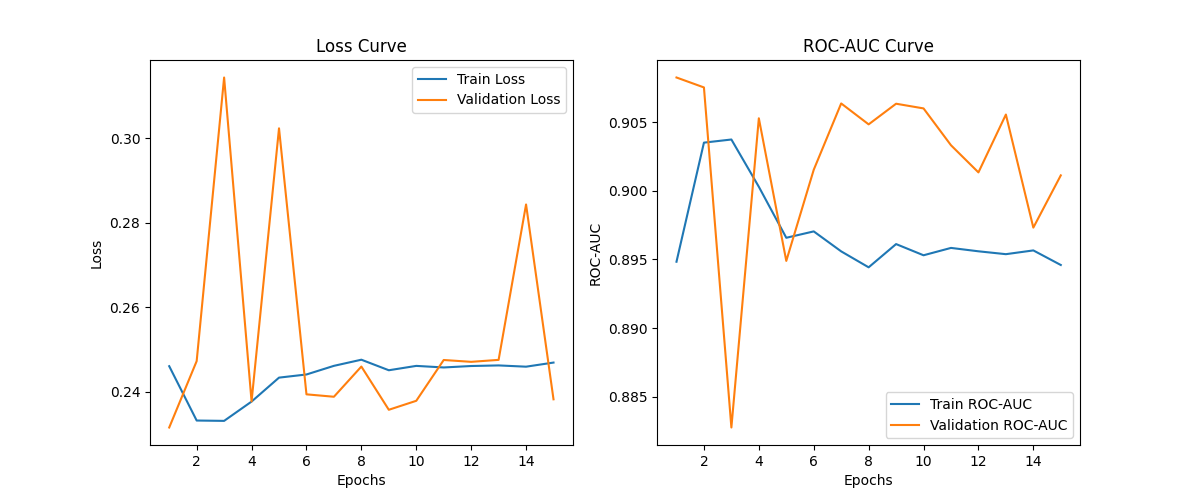 Loss Curve
Train Loss
Validation Loss
0.30
0.28
0.26
0.24
Loss
2 4 6 8 10 12 14
Epochs
ROC-AUC Curve
0.905
0.900
0.895
0.890
0.885
ROC-AUC
Train ROC-AUC
Validation ROC-AUC
2 4 6 8 10 12 14
Epochs